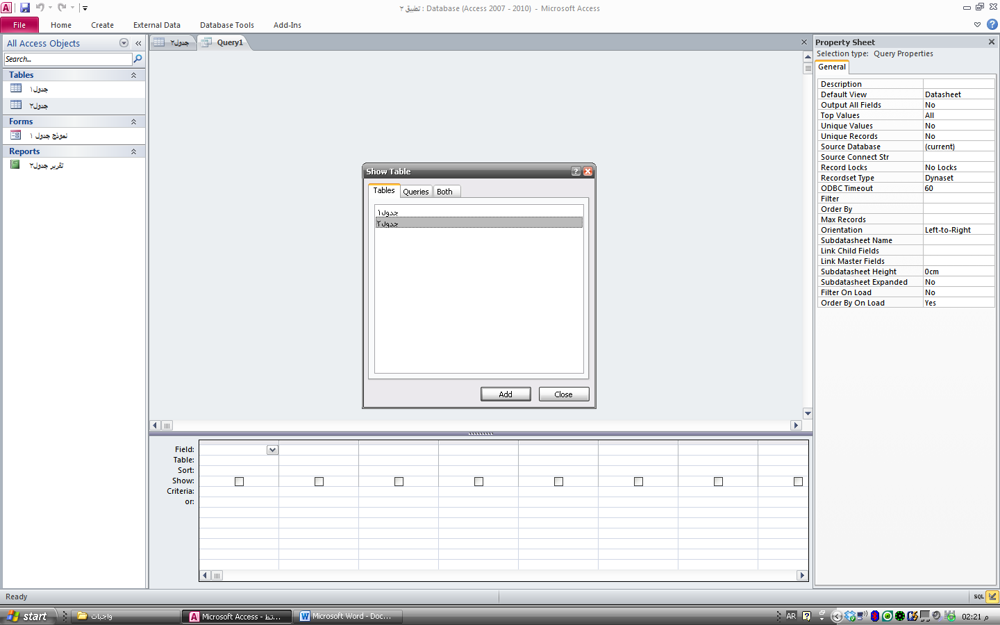 تطبيق ٢ : Database (Access 2007 - 2010) - Microsoft Access
File Home Create External Data Database Tools Add-Ins
All Access Objects
Search...
Tables
جدول١
جدول٢
Forms
نموذج جدول ١
Reports
تقرير جدول٢
جدول٢ Query1
Show Table
Tables Queries Both
جدول١
جدول٢
Add Close
Field:
Table:
Sort:
Show:
Criteria:
or:
Property Sheet
Selection type: Query Properties
General
Description
Default View Datasheet
Output All Fields No
Top Values All
Unique Values No
Unique Records No
Source Database (current)
Source Connect Str
Record Locks No Locks
Recordset Type Dynaset
ODBC Timeout 60
Filter
Order By
Max Records
Orientation Left-to-Right
Subdatasheet Name
Link Child Fields
Link Master Fields
Subdatasheet Height 0cm
Subdatasheet Expanded No
Filter On Load No
Order By On Load Yes
Ready
SQL
start واجبات Microsoft Access - تط... Microsoft Word - Doc... AR 02:21 م